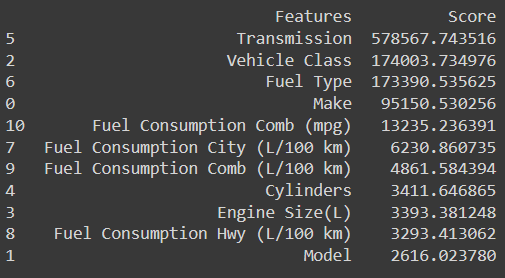 Features Score
5 Transmission 578567.743516
2 Vehicle Class 174003.734976
6 Fuel Type 173390.535625
0 Make 95150.530256
10 Fuel Consumption Comb (mpg) 13235.236391
7 Fuel Consumption City (L/100 km) 6230.860735
9 Fuel Consumption Comb (L/100 km) 4861.584394
4 Cylinders 3411.646865
3 Engine Size(L) 3393.381248
8 Fuel Consumption Hwy (L/100 km) 3293.413062
1 Model 2616.023780